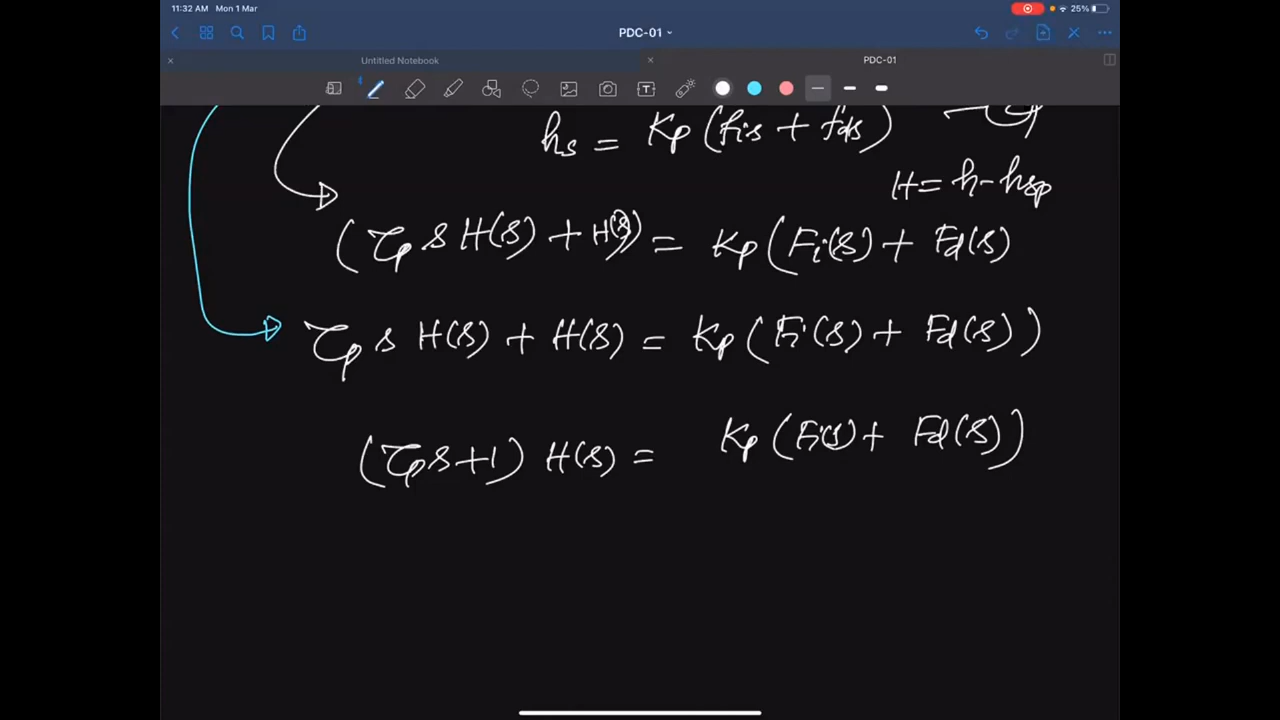 11:32 AM Mon 1 Mar
25%
PDC-01
Untitled Notebook
PDC-01
hs = Kp (fis + fds)
H = h - hsp
(τp s H(s) + H(s)) = Kp (Fi(s) + Fd(s)
τp s H(s) + H(s) = Kp (Fi(s) + Fd(s))
(τp s + 1) H(s) = Kp (Fi(s) + Fd(s))